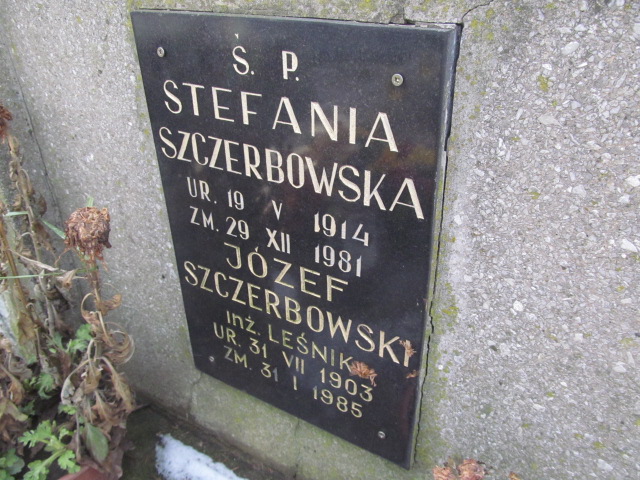 Ś. P.
STEFANIA
SZCZERBOWSKA
UR. 19 V 1914
ZM. 29 XII 1981
JÓZEF
SZCZERBOWSKI
inż. LEŚNIK
UR. 31 VII 1903
ZM. 31 I 1985